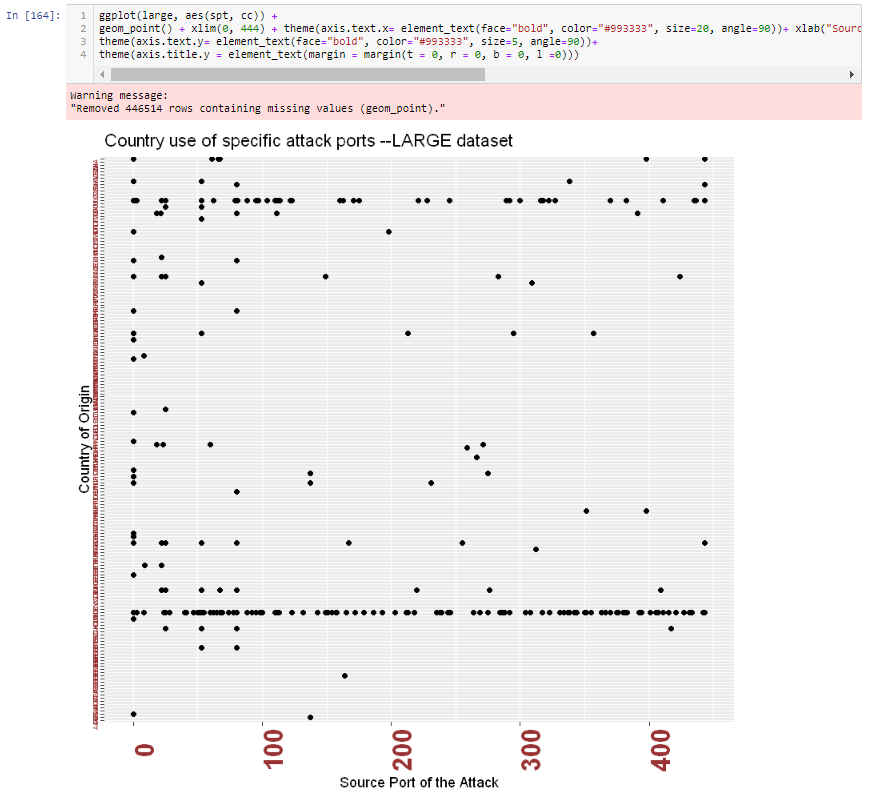 In [164]:
1 ggplot(large, aes(spt, cc)) +
2 geom_point() + xlim(0, 444) + theme(axis.text.x= element_text(face="bold", color="#993333", size=20, angle=90))+ xlab("Sourc
3 theme(axis.text.y= element_text(face="bold", color="#993333", size=5, angle=90))+
4 theme(axis.title.y = element_text(margin = margin(t = 0, r = 0, b = 0, l =0)))
Warning message:
"Removed 446514 rows containing missing values (geom_point)."
Country use of specific attack ports --LARGE dataset
Country of Origin
0 100 200 300 400
Source Port of the Attack